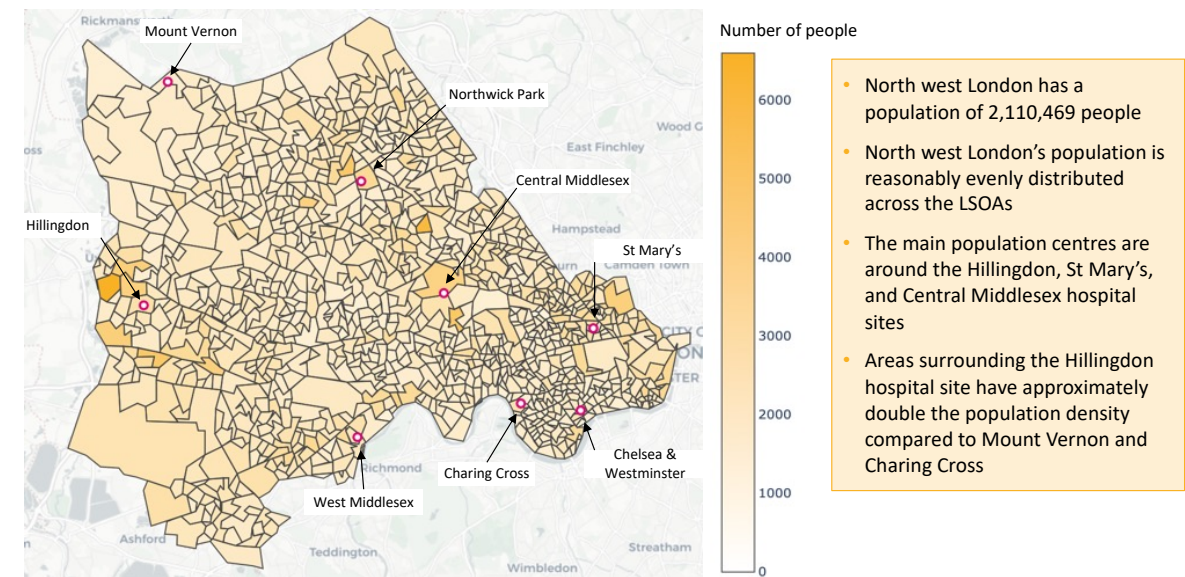 Rickmansworth
Mount Vernon
Northwick Park
Wood G
East Finchley
Central Middlesex
Hampstead
Hillingdon
St Mary's
Camden Town
CITY O
ON
TER
Richmond
Charing Cross
Chelsea &
Westminster
West Middlesex
Ashford
Teddington
Streatham
Wimbledon
Number of people
6000
5000
4000
3000
2000
1000
0
• North west London has a
population of 2,110,469 people
• North west London's population is
reasonably evenly distributed
across the LSOAs
• The main population centres are
around the Hillingdon, St Mary's,
and Central Middlesex hospital
sites
• Areas surrounding the Hillingdon
hospital site have approximately
double the population density
compared to Mount Vernon and
Charing Cross